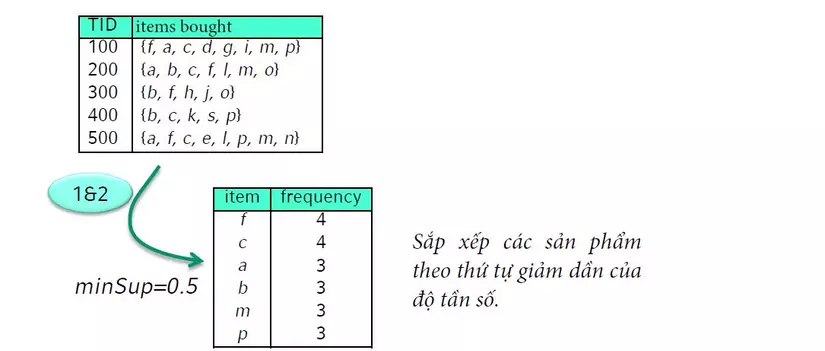 TID items bought
100 {f, a, c, d, g, i, m, p}
200 {a, b, c, f, l, m, o}
300 {b, f, h, j, o}
400 {b, c, k, s, p}
500 {a, f, c, e, l, p, m, n}
1&2
minSup=0.5
item frequency
f 4
c 4
a 3
b 3
m 3
p 3
Sắp xếp các sản phẩm
theo thứ tự giảm dần của
độ tần số.